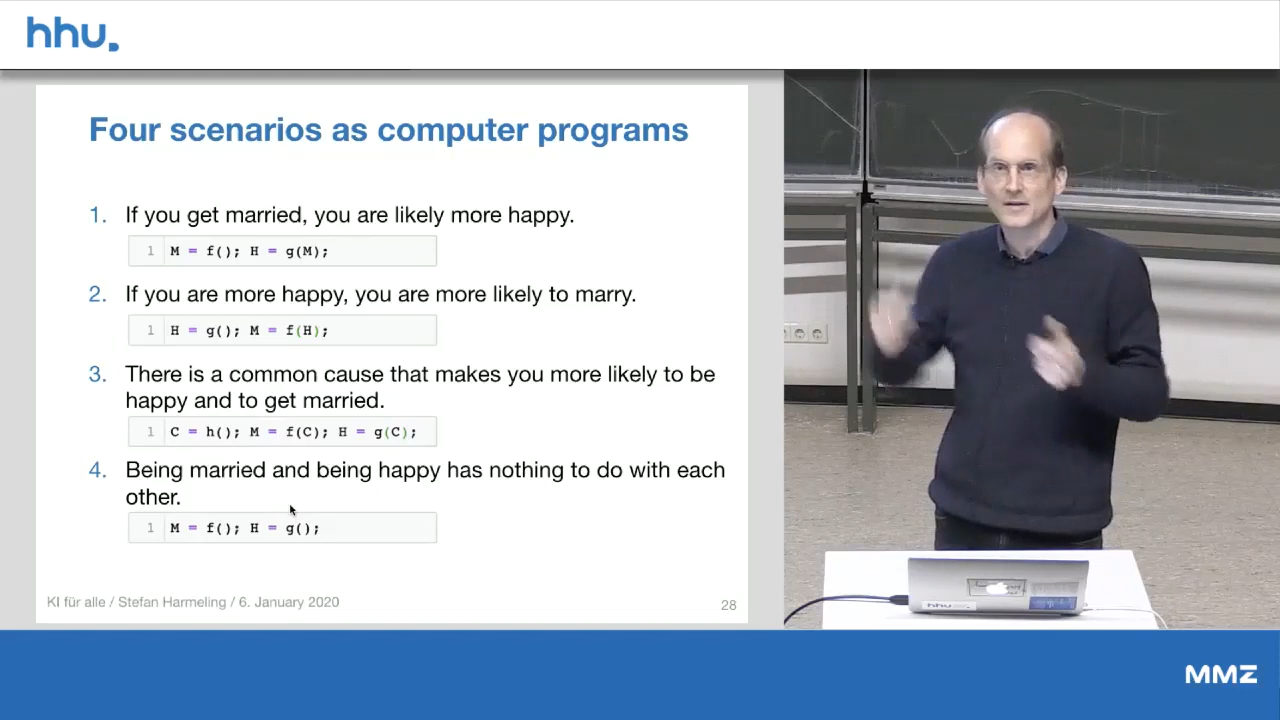 hhu.
Four scenarios as computer programs
1. If you get married, you are likely more happy.
1 M = f(); H = g(M);
2. If you are more happy, you are more likely to marry.
1 H = g(); M = f(H);
3. There is a common cause that makes you more likely to be
happy and to get married.
1 C = h(); M = f(C); H = g(C);
4. Being married and being happy has nothing to do with each
other.
1 M = f(); H = g();
KI für alle / Stefan Harmeling / 6. January 2020
28
hhu
MMZ